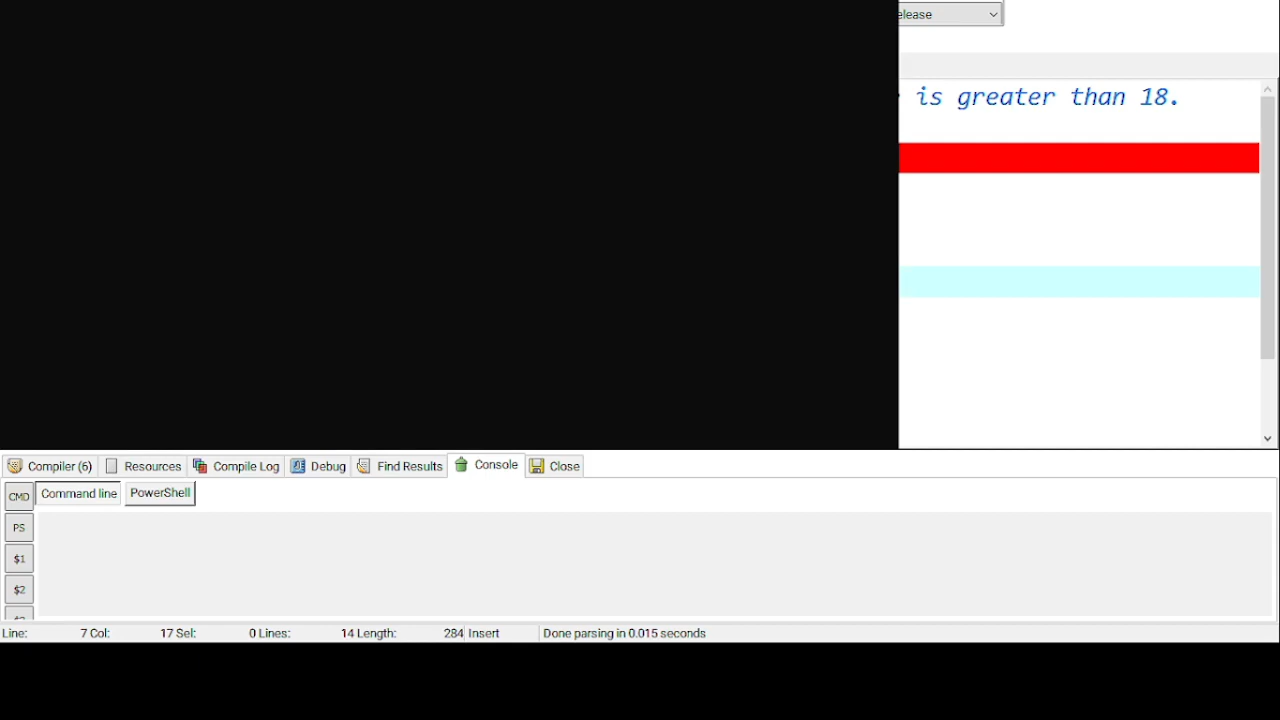 elease
is greater than 18.
Compiler (6) Resources Compile Log Debug Find Results Console Close
CMD Command line PowerShell
PS
$1
$2
Line: 7 Col: 17 Sel: 0 Lines: 14 Length: 284 Insert Done parsing in 0.015 seconds